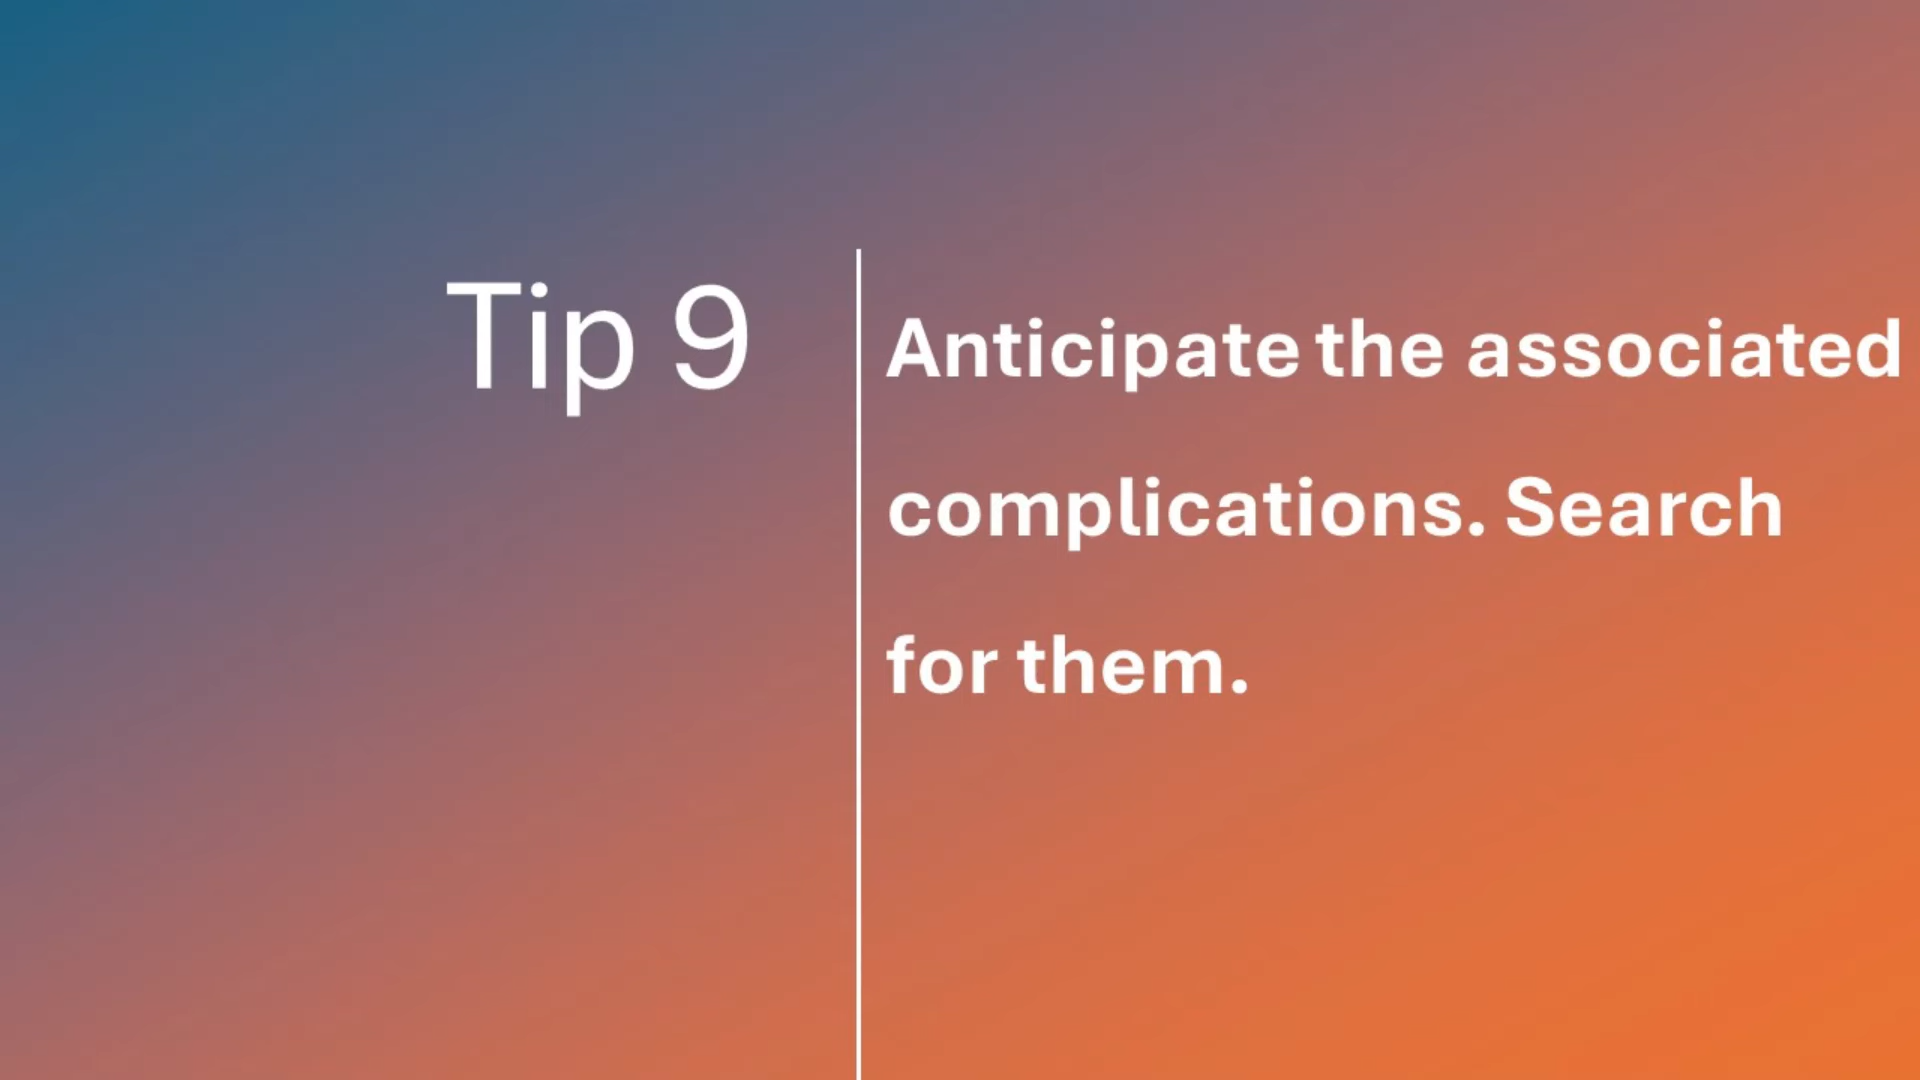 Tip 9
Anticipate the associated
complications. Search
for them.